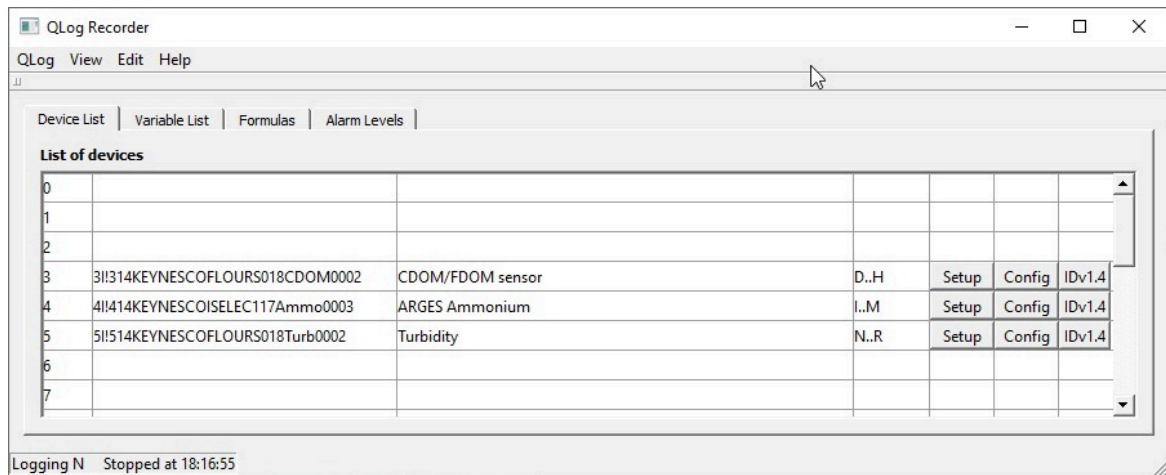 QLog Recorder
QLog View Edit Help
Device List Variable List Formulas Alarm Levels
List of devices
0
1
2
3 3I!314KEYNESCOFLOURS018CDOM0002 CDOM/FDOM sensor D..H Setup Config IDv1.4
4 4I!414KEYNESCOISELEC117Ammo0003 ARGES Ammonium I..M Setup Config IDv1.4
5 5I!514KEYNESCOFLOURS018Turb0002 Turbidity N..R Setup Config IDv1.4
6
7
Logging N Stopped at 18:16:55